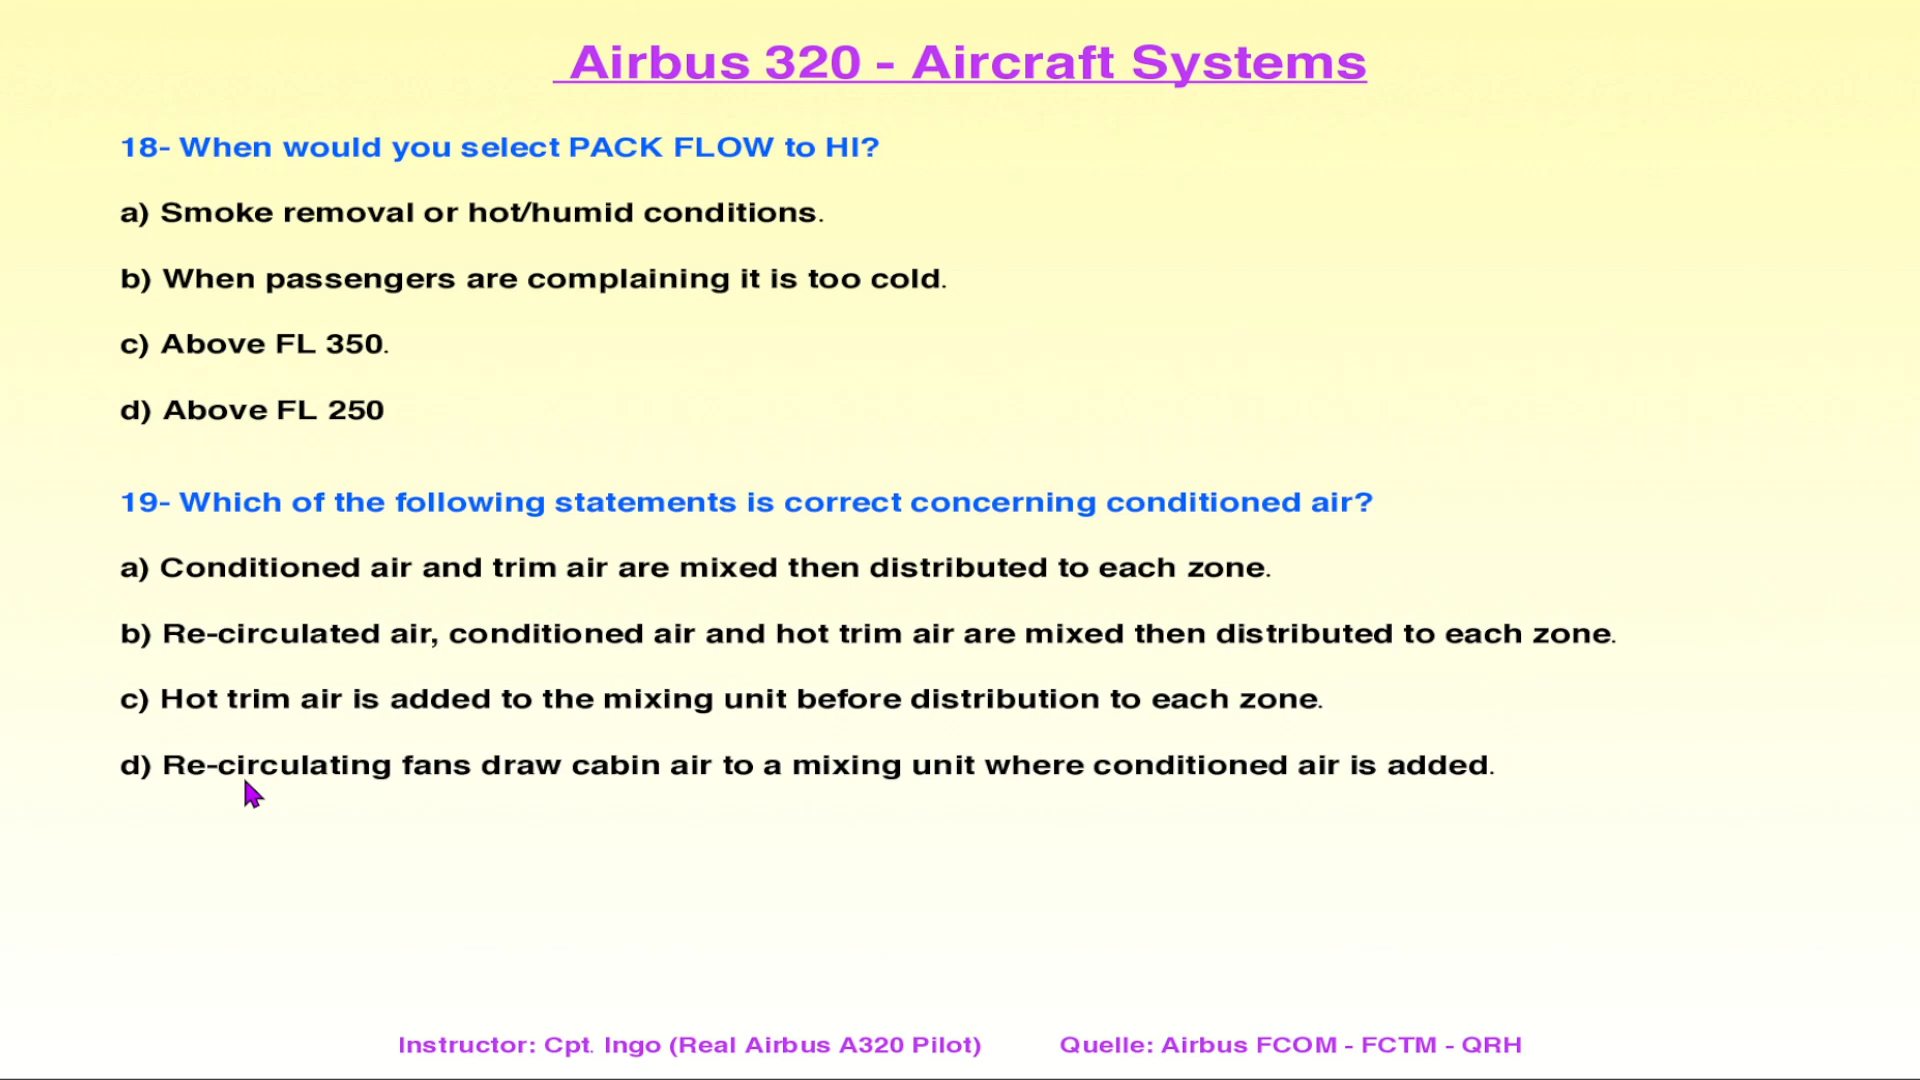 Airbus 320 - Aircraft Systems
18- When would you select PACK FLOW to HI?
a) Smoke removal or hot/humid conditions.
b) When passengers are complaining it is too cold.
c) Above FL 350.
d) Above FL 250
19- Which of the following statements is correct concerning conditioned air?
a) Conditioned air and trim air are mixed then distributed to each zone.
b) Re-circulated air, conditioned air and hot trim air are mixed then distributed to each zone.
c) Hot trim air is added to the mixing unit before distribution to each zone.
d) Re-circulating fans draw cabin air to a mixing unit where conditioned air is added.
Instructor: Cpt. Ingo (Real Airbus A320 Pilot) Quelle: Airbus FCOM - FCTM - QRH